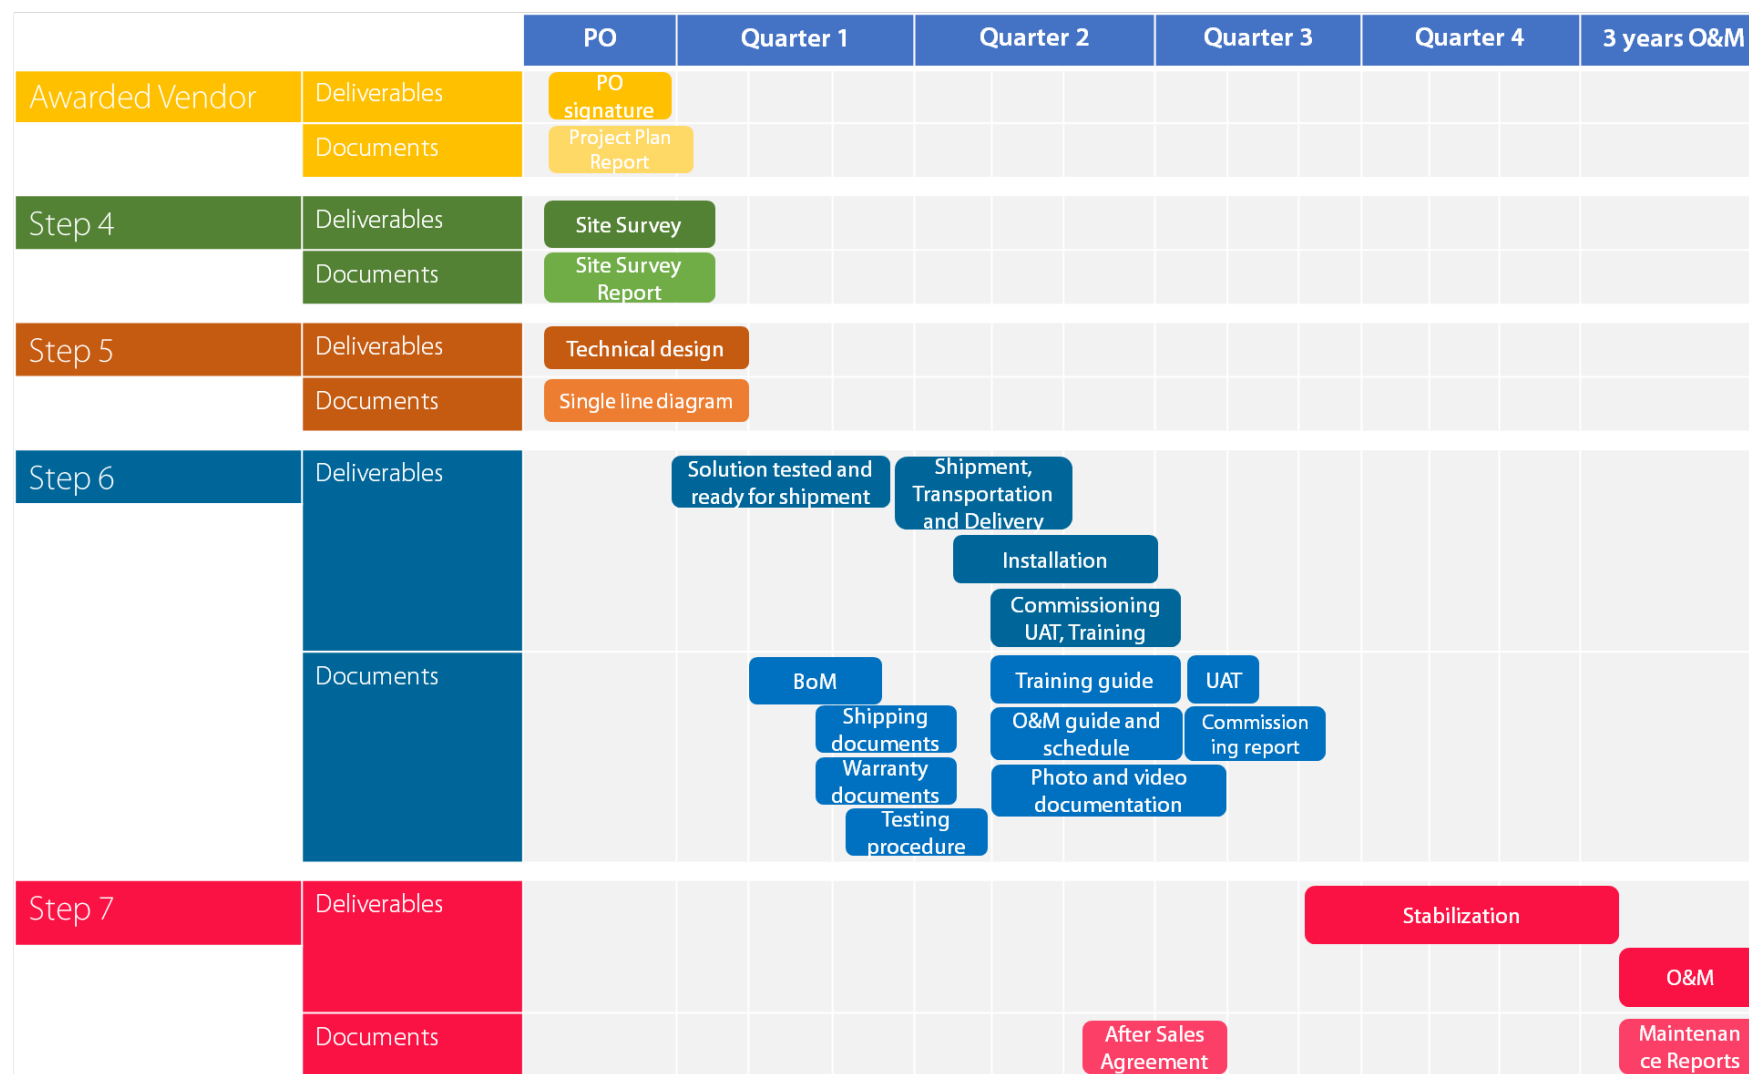 PO
Quarter 1
Quarter 2
Quarter 3
Quarter 4
3 years O&M
Awarded Vendor
Deliverables
PO
signature
Documents
Project Plan
Report
Step 4
Deliverables
Site Survey
Documents
Site Survey
Report
Step 5
Deliverables
Technical design
Documents
Single line diagram
Step 6
Deliverables
Solution tested and
ready for shipment
Shipment,
Transportation
and Delivery
Installation
Commissioning
UAT, Training
Documents
BoM
Training guide
UAT
Shipping
documents
O&M guide and
schedule
Commission
ing report
Warranty
documents
Photo and video
documentation
Testing
procedure
Step 7
Deliverables
Stabilization
O&M
Documents
After Sales
Agreement
Maintenan
ce Reports